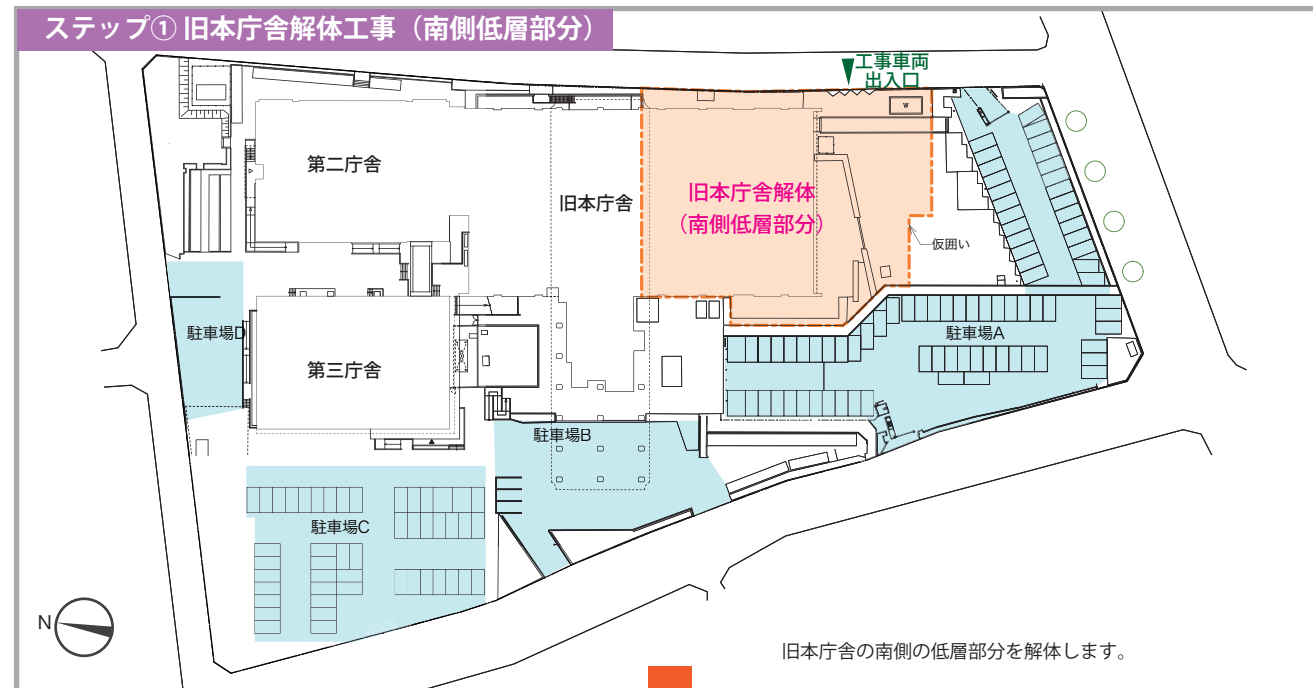 ステップ① 旧本庁舎解体工事（南側低層部分）
工事車両
出入口
W
第二庁舎
旧本庁舎
旧本庁舎解体
（南側低層部分）
仮囲い
駐車場D
第三庁舎
駐車場A
駐車場B
駐車場C
N
旧本庁舎の南側の低層部分を解体します。